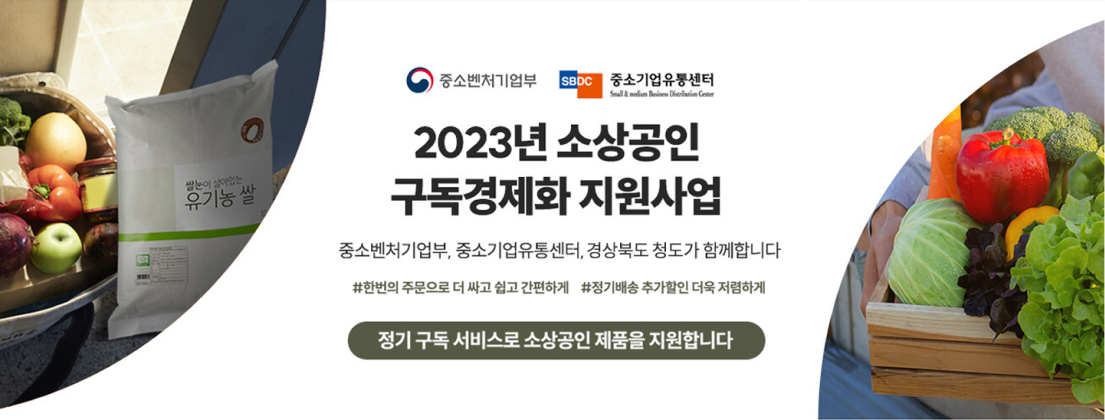 중소벤처기업부
SBDC 중소기업유통센터
Small & medium Business Distribution Center
2023년 소상공인
구독경제화 지원사업
중소벤처기업부, 중소기업유통센터, 경상북도 청도가 함께합니다
#한번의 주문으로 더 싸고 쉽고 간편하게 #정기배송 추가할인 더욱 저렴하게
정기 구독 서비스로 소상공인 제품을 지원합니다
쌀눈이 살아있는
유기농 쌀